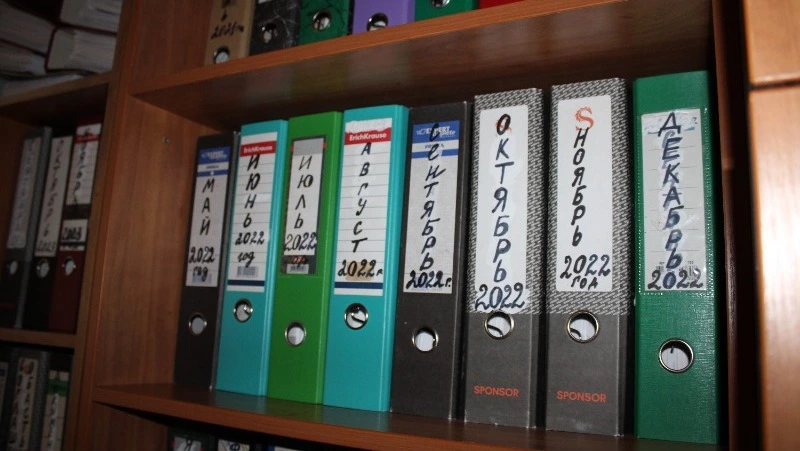 МАЙ
2022
год
ErichKrause
ИЮНЬ
2022
год
ИЮЛЬ
2022
ErichKrause
АВГУСТ
2022г
СЕНТЯБРЬ
2022г.
ОКТЯБРЬ
2022
SPONSOR
НОЯБРЬ
2022
год
SPONSOR
ДЕКАБРЬ
2022